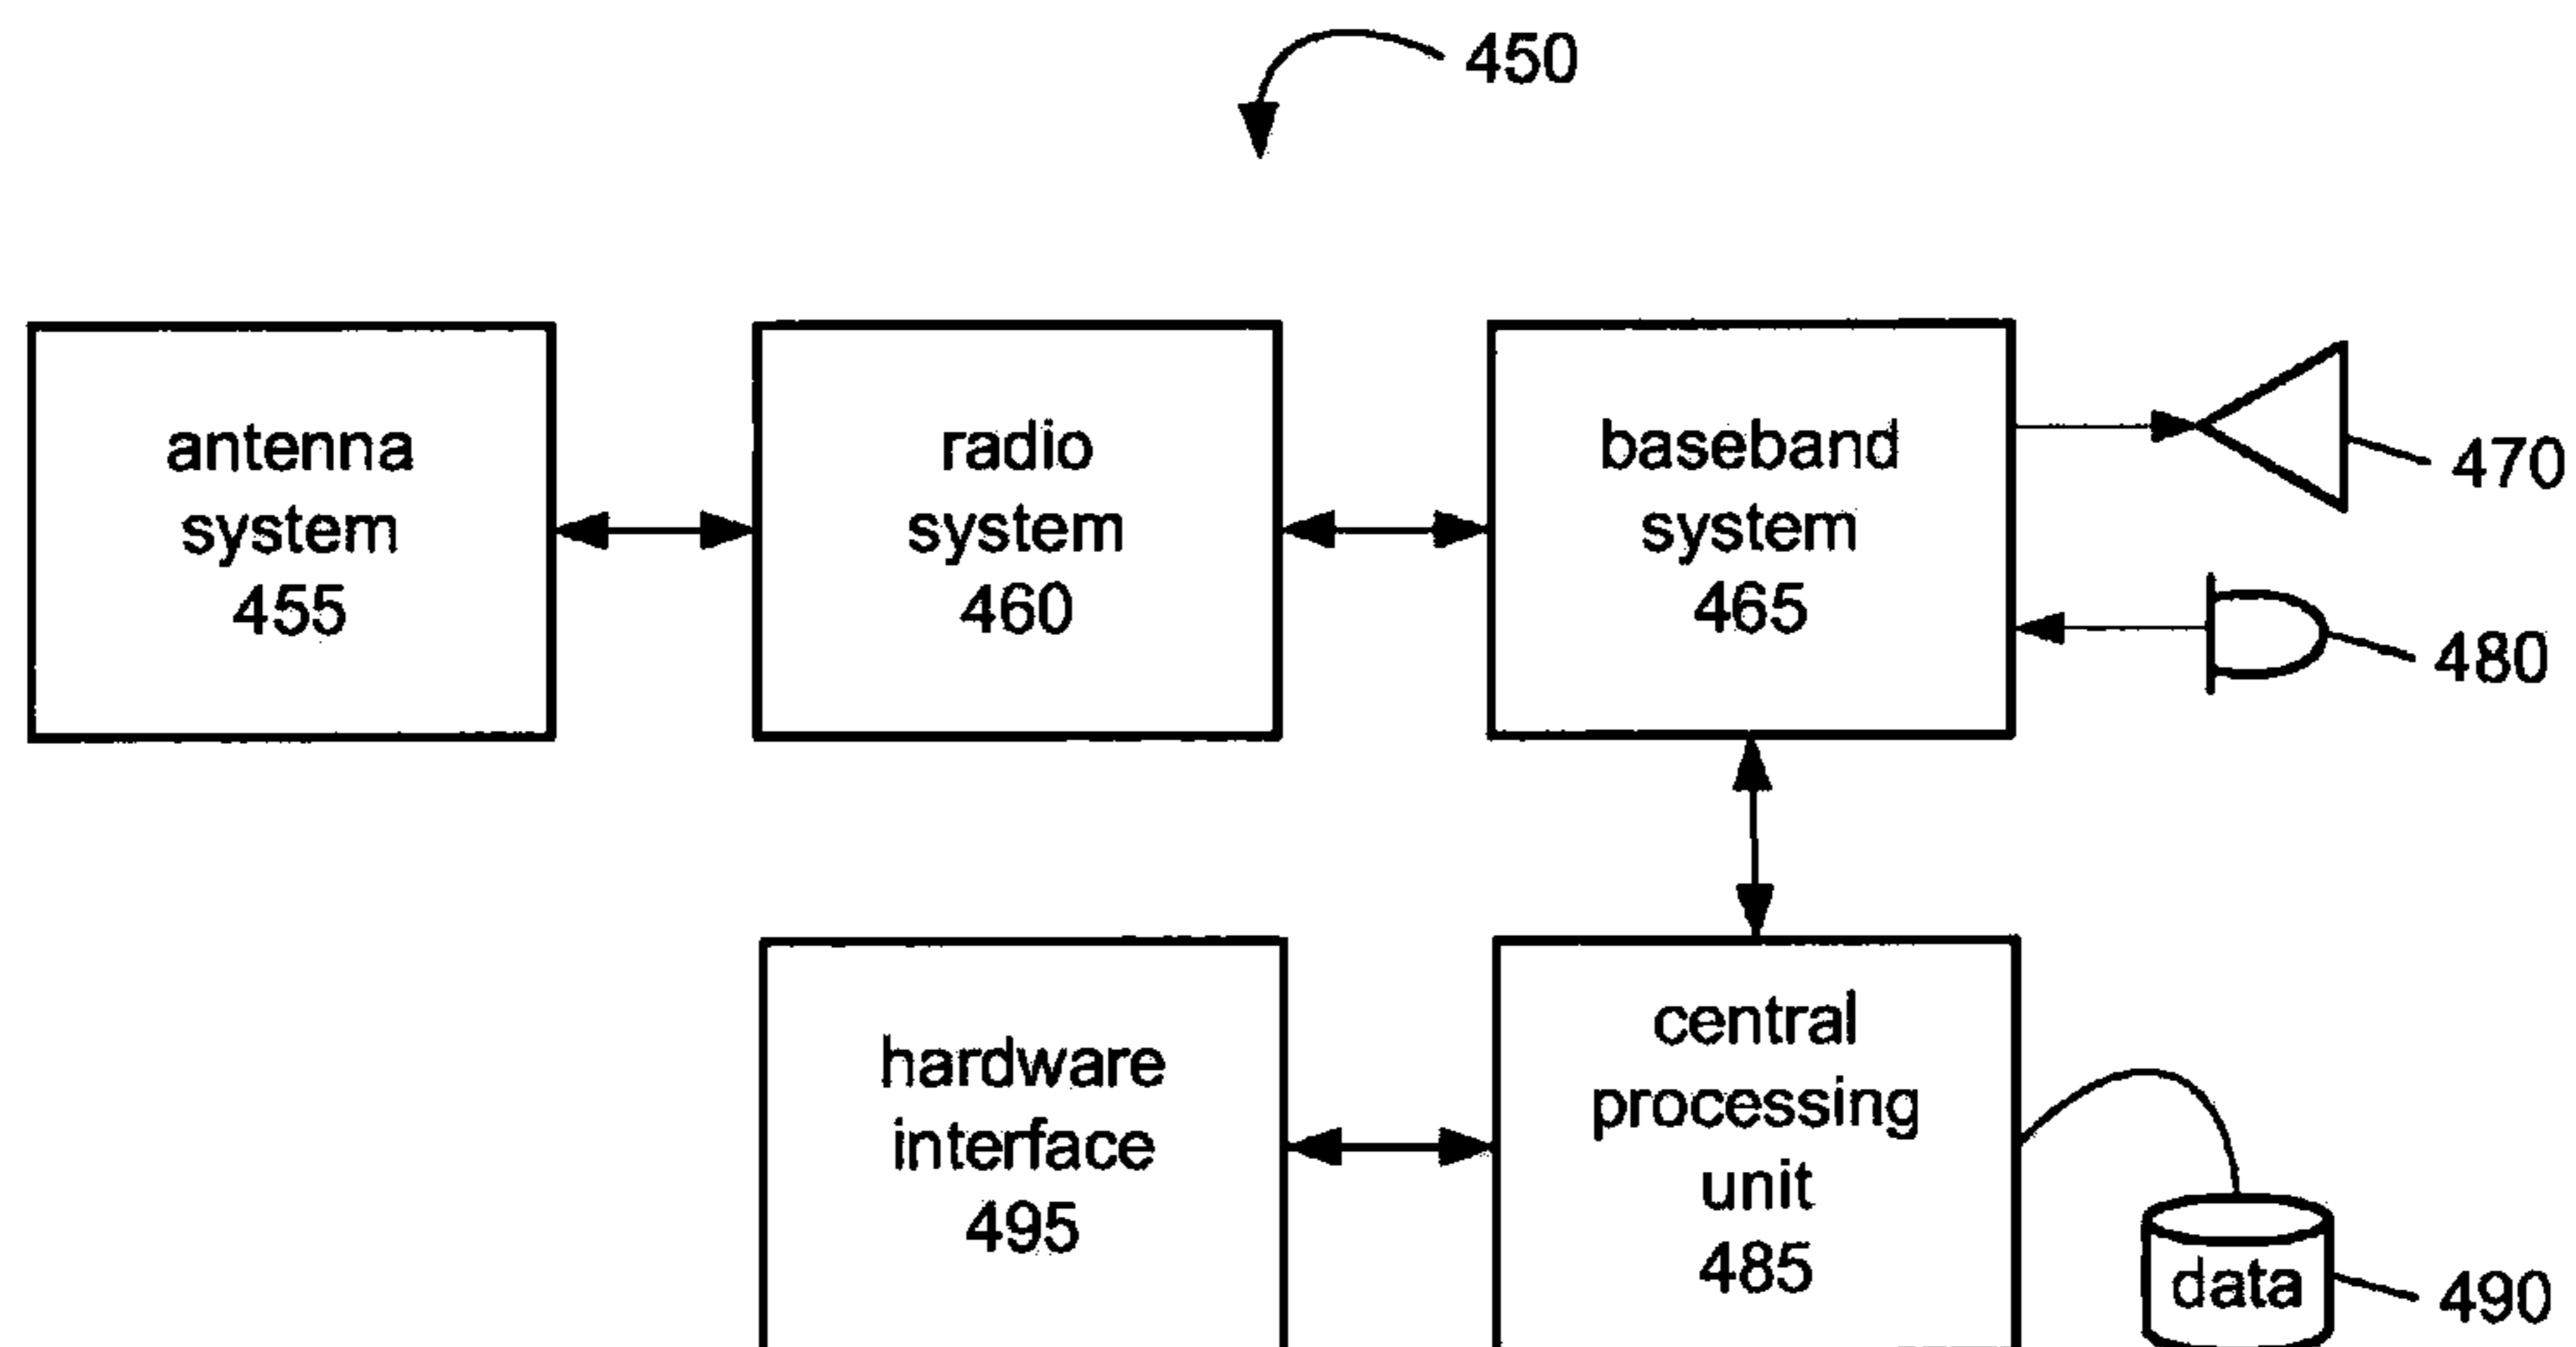 450
antenna
system
455
radio
system
460
baseband
system
465
470
480
hardware
interface
495
central
processing
unit
485
data
490